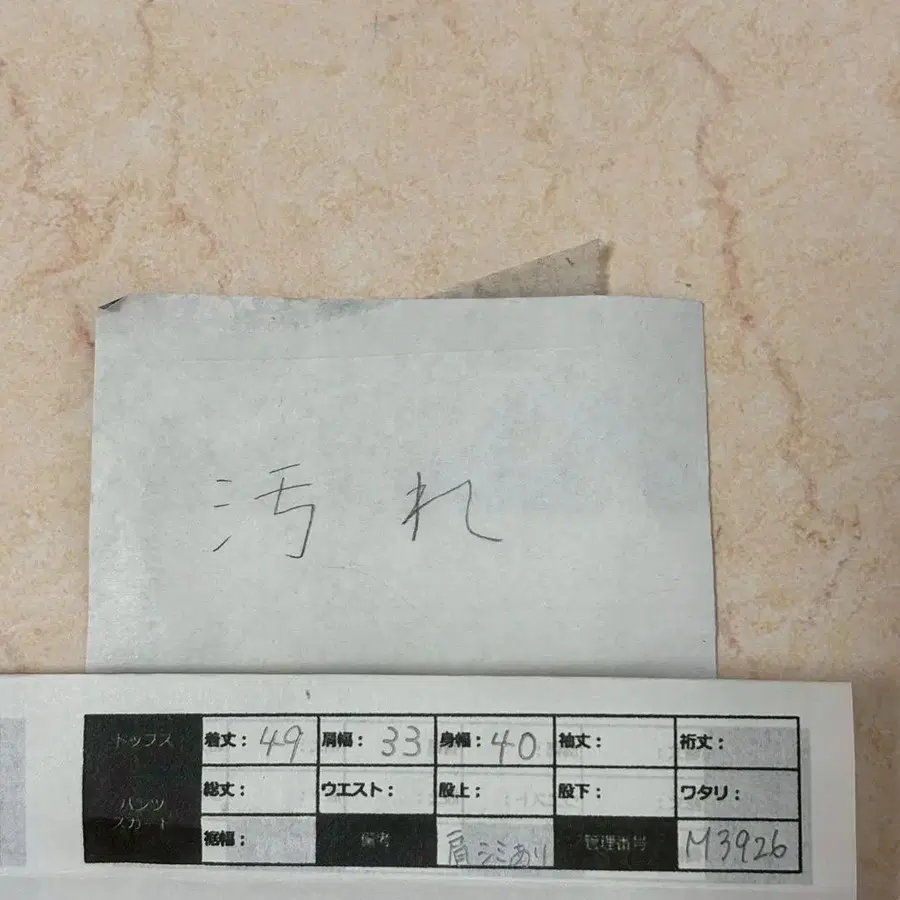 汚れ
トップス 着丈：49 肩幅：33 身幅：40 袖丈： 裄丈：
パンツ スカート 総丈： ウエスト： 股上： 股下： ワタリ：
裾幅： 備考 肩シミあり 管理番号 M3926